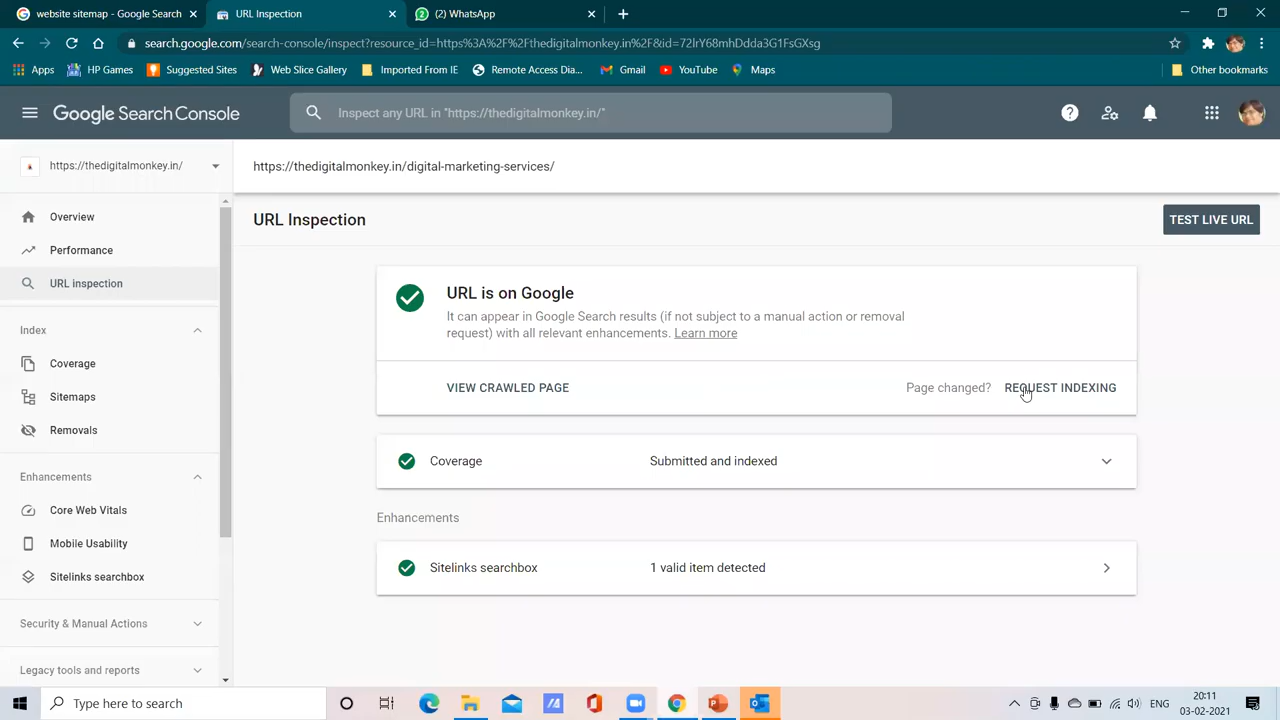 website sitemap - Google Search
URL Inspection
(2) WhatsApp
search.google.com/search-console/inspect?resource_id=https%3A%2F%2Fthedigitalmonkey.in%2F&id=72lrY68mhDdda3G1FsGXsg
Apps
HP Games
Suggested Sites
Web Slice Gallery
Imported From IE
Remote Access Dia...
Gmail
YouTube
Maps
Other bookmarks
Google Search Console
Inspect any URL in "https://thedigitalmonkey.in/"
https://thedigitalmonkey.in/
https://thedigitalmonkey.in/digital-marketing-services/
Overview
Performance
URL inspection
Index
Coverage
Sitemaps
Removals
Enhancements
Core Web Vitals
Mobile Usability
Sitelinks searchbox
Security & Manual Actions
Legacy tools and reports
URL Inspection
TEST LIVE URL
URL is on Google
It can appear in Google Search results (if not subject to a manual action or removal
request) with all relevant enhancements. Learn more
VIEW CRAWLED PAGE
Page changed? REQUEST INDEXING
Coverage
Submitted and indexed
Enhancements
Sitelinks searchbox
1 valid item detected
Type here to search
ENG
20:11
03-02-2021